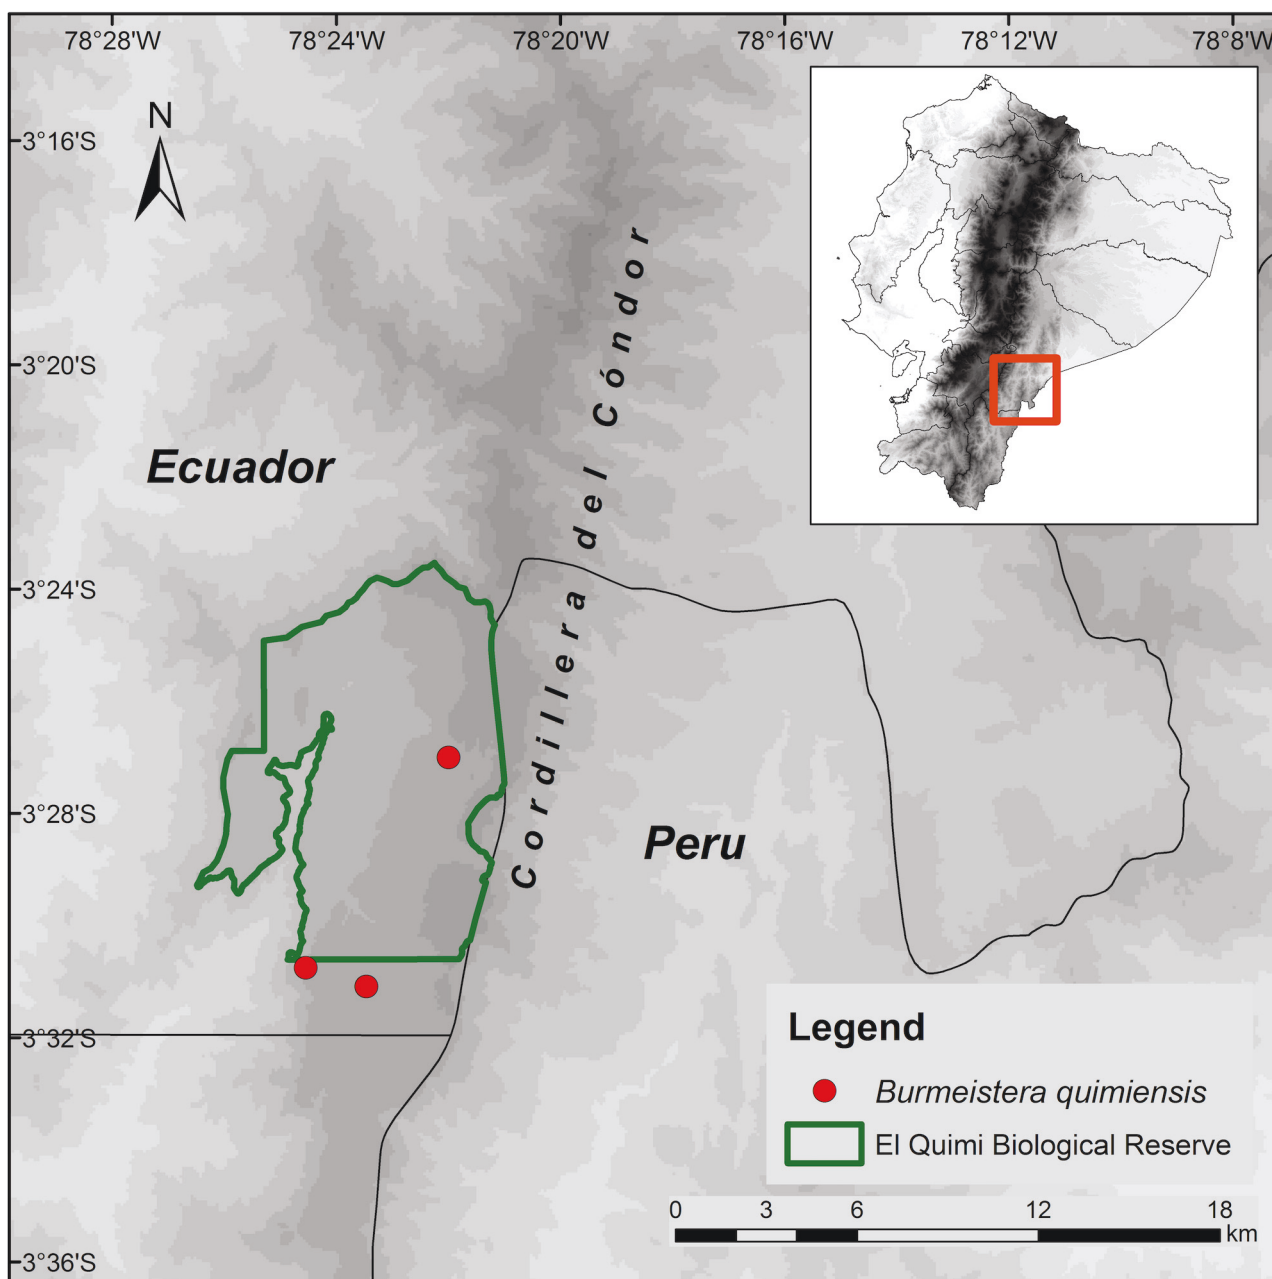 78°28'W 78°24'W 78°20'W 78°16'W 78°12'W 78°8'W
N
3°16'S
3°20'S
3°24'S
3°28'S
3°32'S
3°36'S
Ecuador
Cordillera del Cóndor
Peru
Legend
Burmeistera quimiensis
El Quimi Biological Reserve
0 3 6 12 18
km